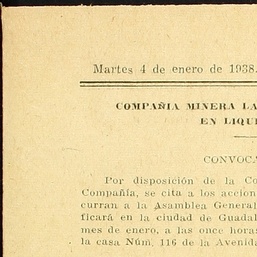 Martes 4 de enero de 1938.
COMPAÑIA MINERA LA
EN LIQU
CONVOCA
Por disposición de la Co
Compañía, se cita a los accion
curran a la Asamblea General
ficará en la ciudad de Guadal
mes de enero, a las once horas
la casa Núm. 116 de la Avenida